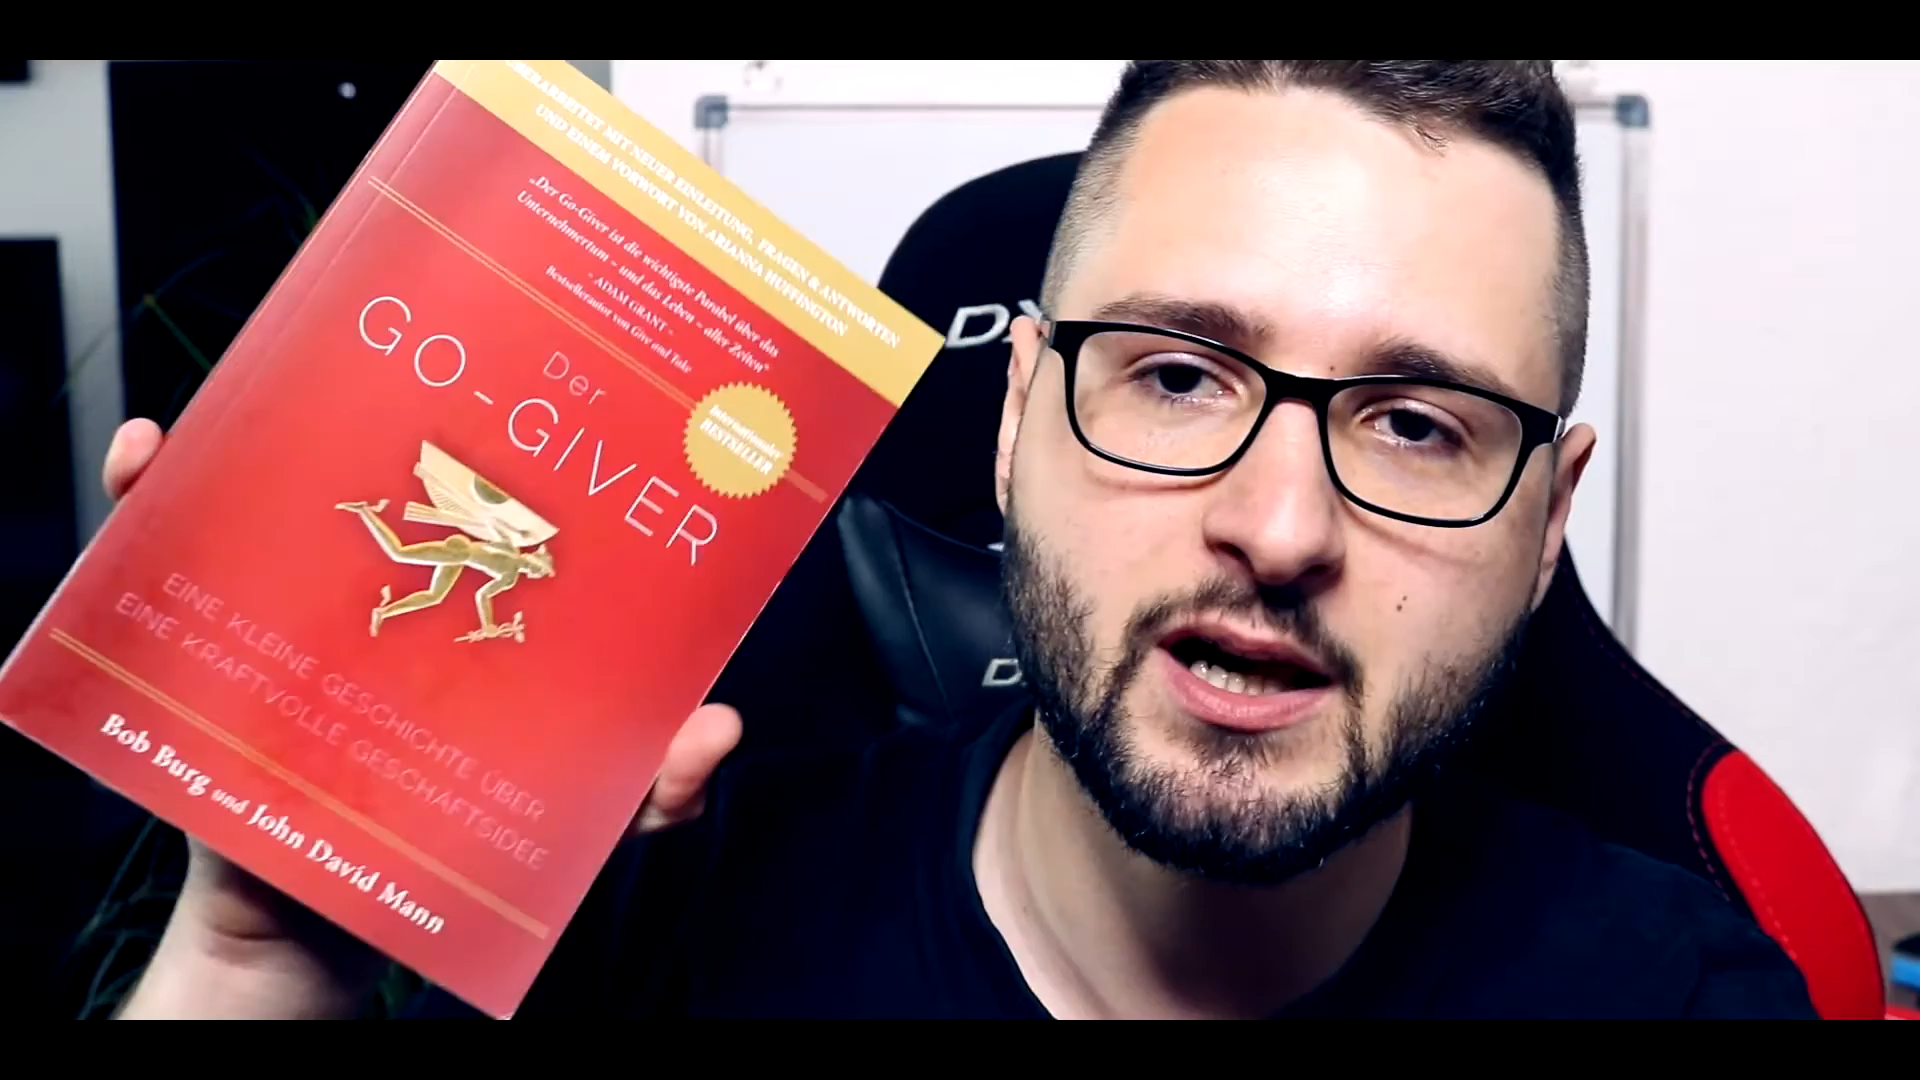 ÜBERARBEITET MIT NEUER EINLEITUNG, FRAGEN & ANTWORTEN
UND EINEM VORWORT VON ARIANNA HUFFINGTON
„Der Go-Giver ist die wichtigste Parabel über das
Unternehmertum – und das Leben – aller Zeiten“
- ADAM GRANT -
Bestsellerautor von Give and Take
Internationaler
BESTSELLER
Der
GO-GIVER
EINE KLEINE GESCHICHTE ÜBER
EINE KRAFTVOLLE GESCHÄFTSIDEE
Bob Burg und John David Mann